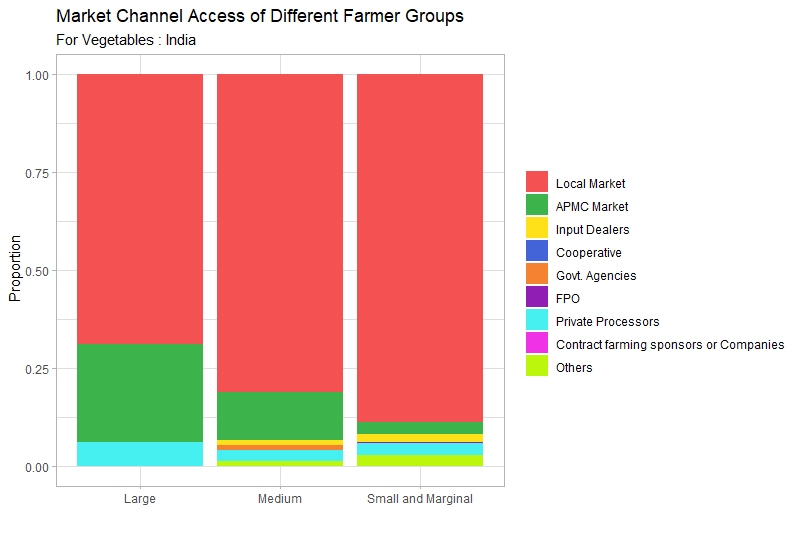 Market Channel Access of Different Farmer Groups
For Vegetables : India
Proportion
1.00
0.75
0.50
0.25
0.00
Large
Medium
Small and Marginal
Local Market
APMC Market
Input Dealers
Cooperative
Govt. Agencies
FPO
Private Processors
Contract farming sponsors or Companies
Others